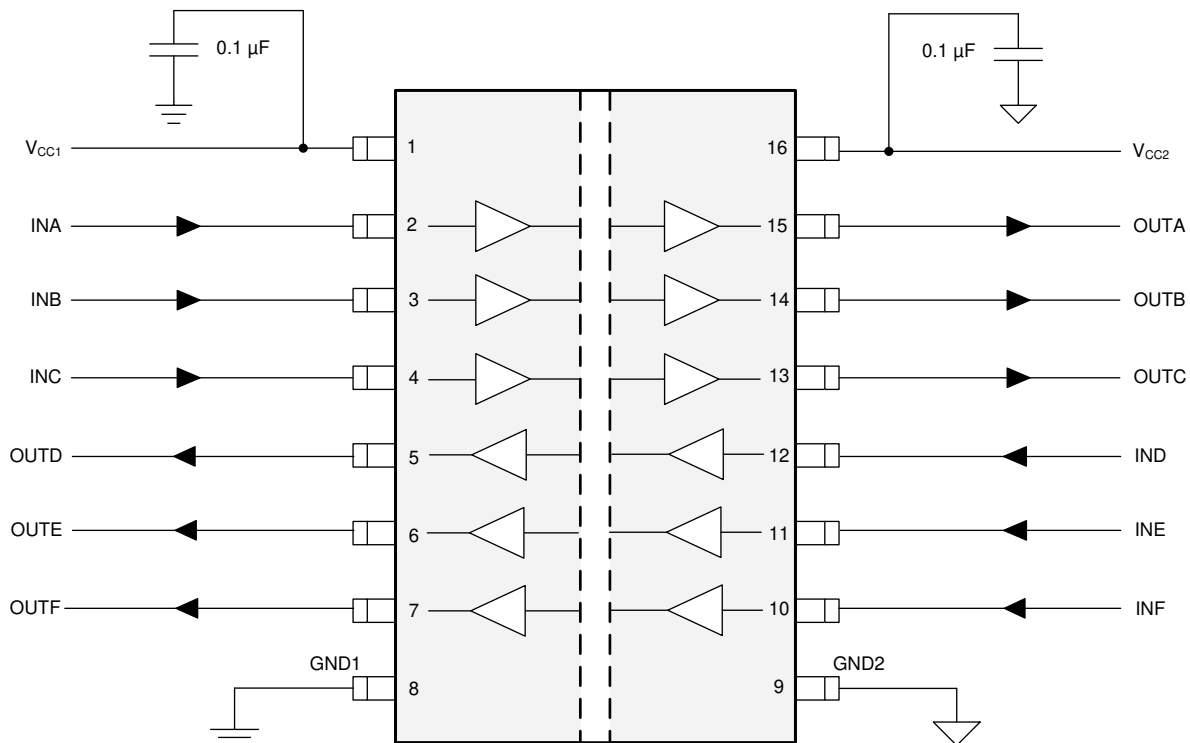 0.1 µF
0.1 µF
VCC1
1
16
VCC2
INA
2
15
OUTA
INB
3
14
OUTB
INC
4
13
OUTC
OUTD
5
12
IND
OUTE
6
11
INE
OUTF
7
10
INF
GND1
GND2
8
9